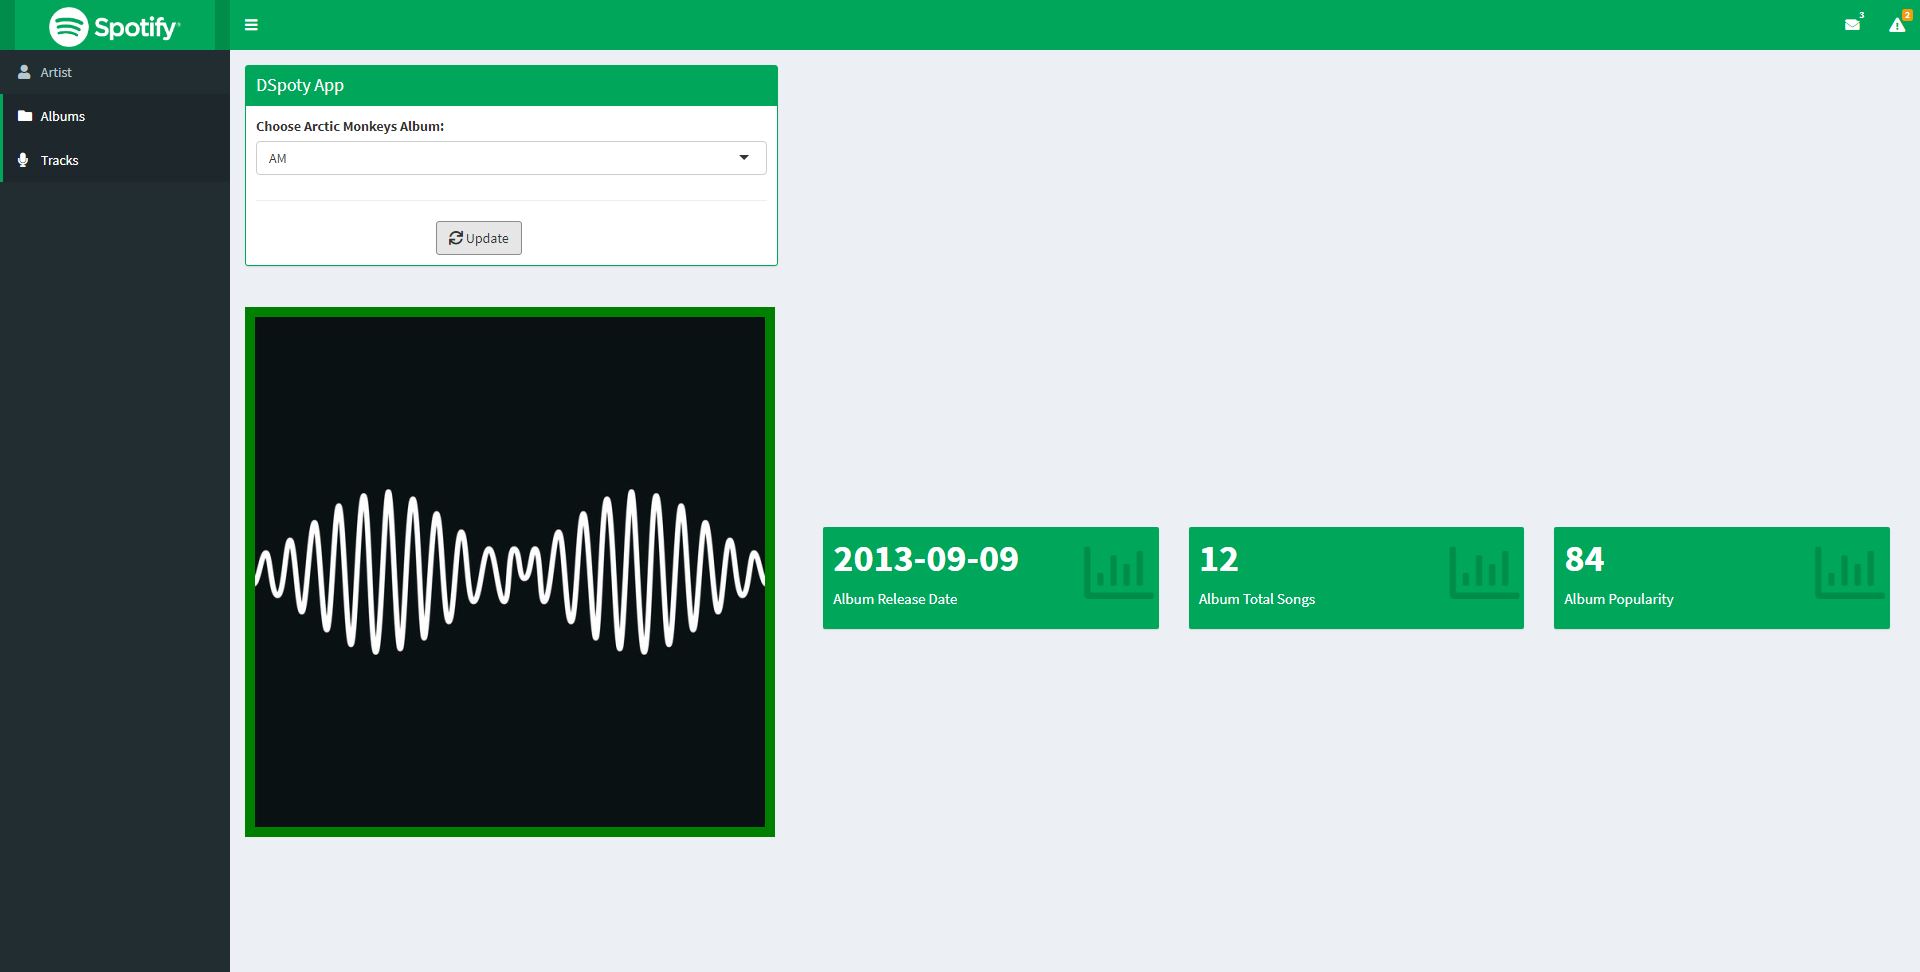 Spotify®
3
2
Artist
Albums
Tracks
DSpoty App
Choose Arctic Monkeys Album:
AM
Update
2013-09-09
Album Release Date
12
Album Total Songs
84
Album Popularity